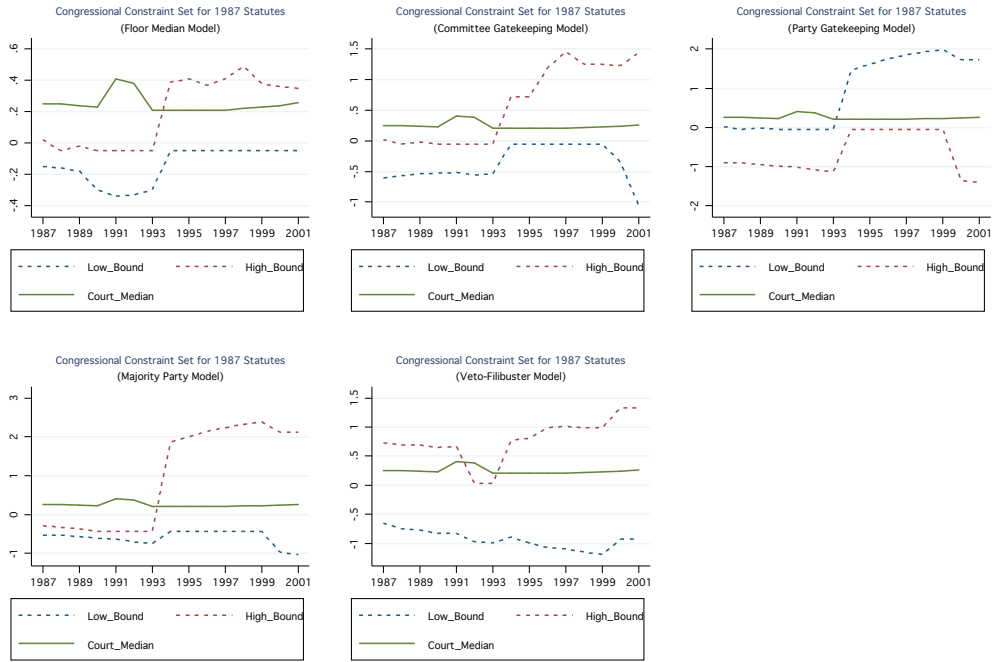 Congressional Constraint Set for 1987 Statutes
(Floor Median Model)
.6
.4
.2
0
-.2
-.4
1987 1989 1991 1993 1995 1997 1999 2001
Low_Bound High_Bound
Court_Median
Congressional Constraint Set for 1987 Statutes
(Committee Gatekeeping Model)
1.5
1
.5
0
-.5
-1
1987 1989 1991 1993 1995 1997 1999 2001
Low_Bound High_Bound
Court_Median
Congressional Constraint Set for 1987 Statutes
(Party Gatekeeping Model)
2
1
0
-1
-2
1987 1989 1991 1993 1995 1997 1999 2001
Low_Bound High_Bound
Court_Median
Congressional Constraint Set for 1987 Statutes
(Majority Party Model)
3
2
1
0
-1
1987 1989 1991 1993 1995 1997 1999 2001
Low_Bound High_Bound
Court_Median
Congressional Constraint Set for 1987 Statutes
(Veto-Filibuster Model)
1.5
1
.5
0
-.5
-1
1987 1989 1991 1993 1995 1997 1999 2001
Low_Bound High_Bound
Court_Median